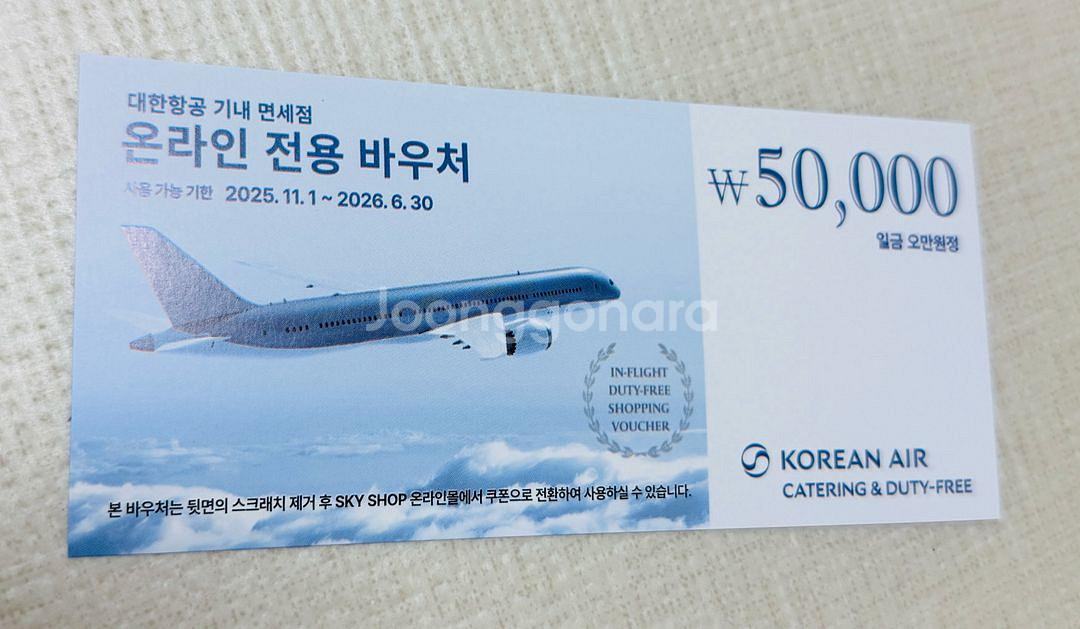 대한항공 기내 면세점
온라인 전용 바우처
사용 가능 기한 2025. 11. 1 ~ 2026. 6. 30
₩50,000
일금 오만원정
Joonggonara
IN-FLIGHT
DUTY-FREE
SHOPPING
VOUCHER
KOREAN AIR
CATERING & DUTY-FREE
본 바우처는 뒷면의 스크래치 제거 후 SKY SHOP 온라인몰에서 쿠폰으로 전환하여 사용하실 수 있습니다.